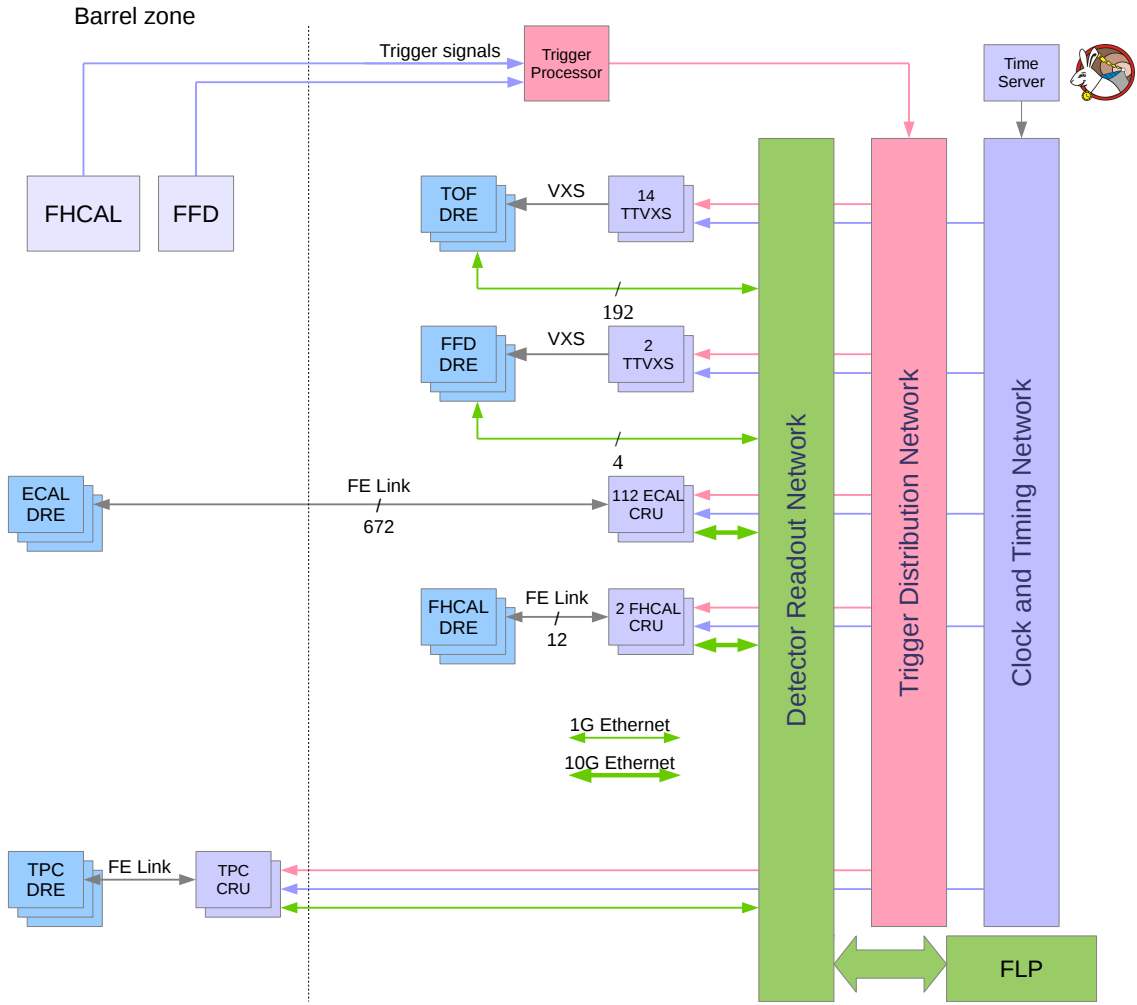 Barrel zone
Trigger signals
Trigger
Processor
Time
Server
FHCAL
FFD
TOF
DRE
VXS
14
TTVXS
192
FFD
DRE
VXS
2
TTVXS
4
ECAL
DRE
FE Link
672
112 ECAL
CRU
FHCAL
DRE
FE Link
12
2 FHCAL
CRU
1G Ethernet
10G Ethernet
TPC
DRE
FE Link
TPC
CRU
Detector Readout Network
Trigger Distribution Network
Clock and Timing Network
FLP